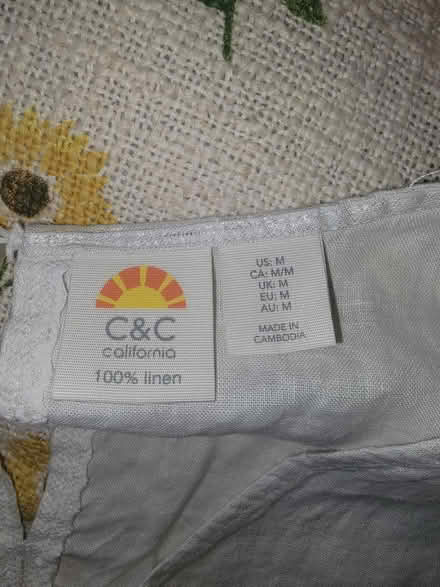 C&C
california
100% linen
US: M
CA: M/M
UK: M
EU: M
AU: M
MADE IN
CAMBODIA